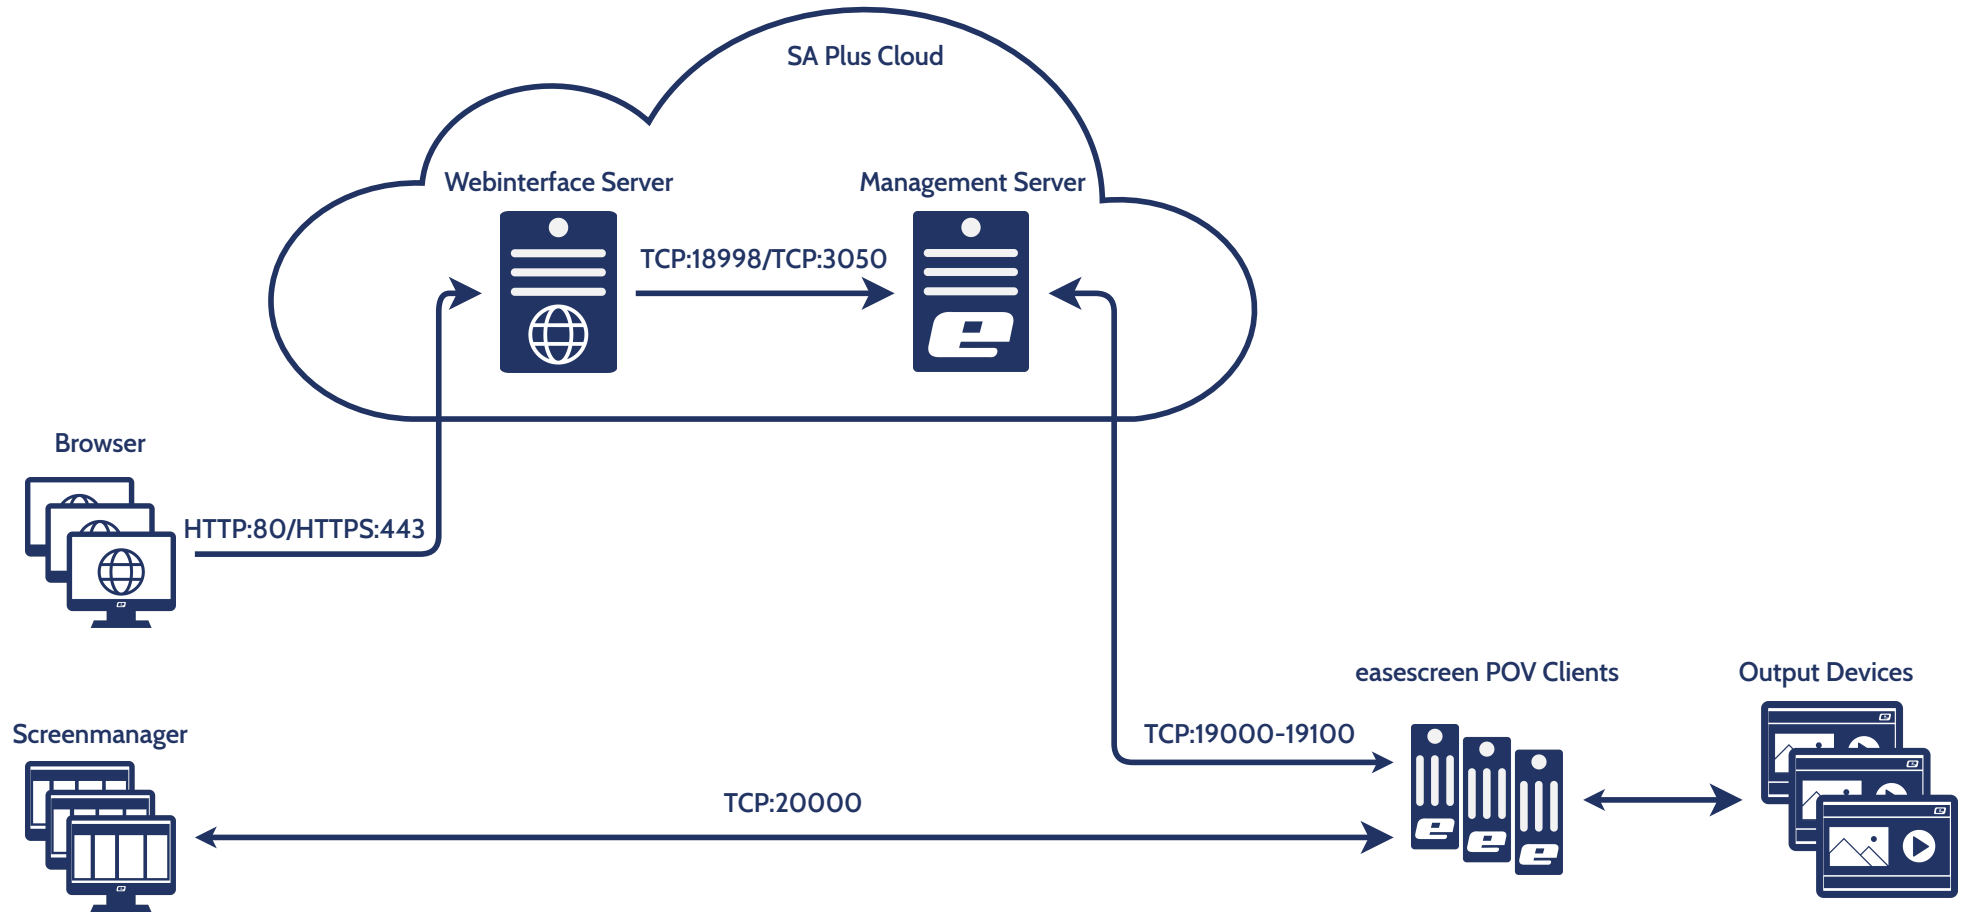 SA Plus Cloud
Webinterface Server
Management Server
TCP:18998/TCP:3050
Browser
HTTP:80/HTTPS:443
easescreen POV Clients
Output Devices
Screenmanager
TCP:19000-19100
TCP:20000
e
e
e
e